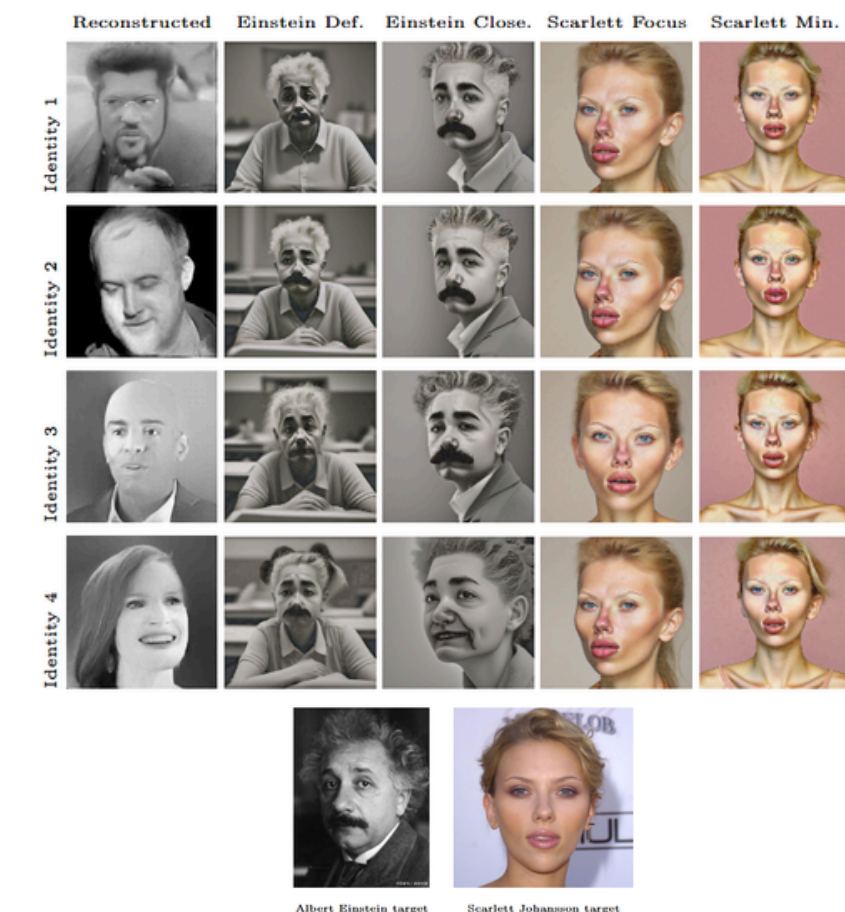 Reconstructed Einstein Def. Einstein Close. Scarlett Focus Scarlett Min.
Identity 1
Identity 2
Identity 3
Identity 4
Albert Einstein target Scarlett Johansson target